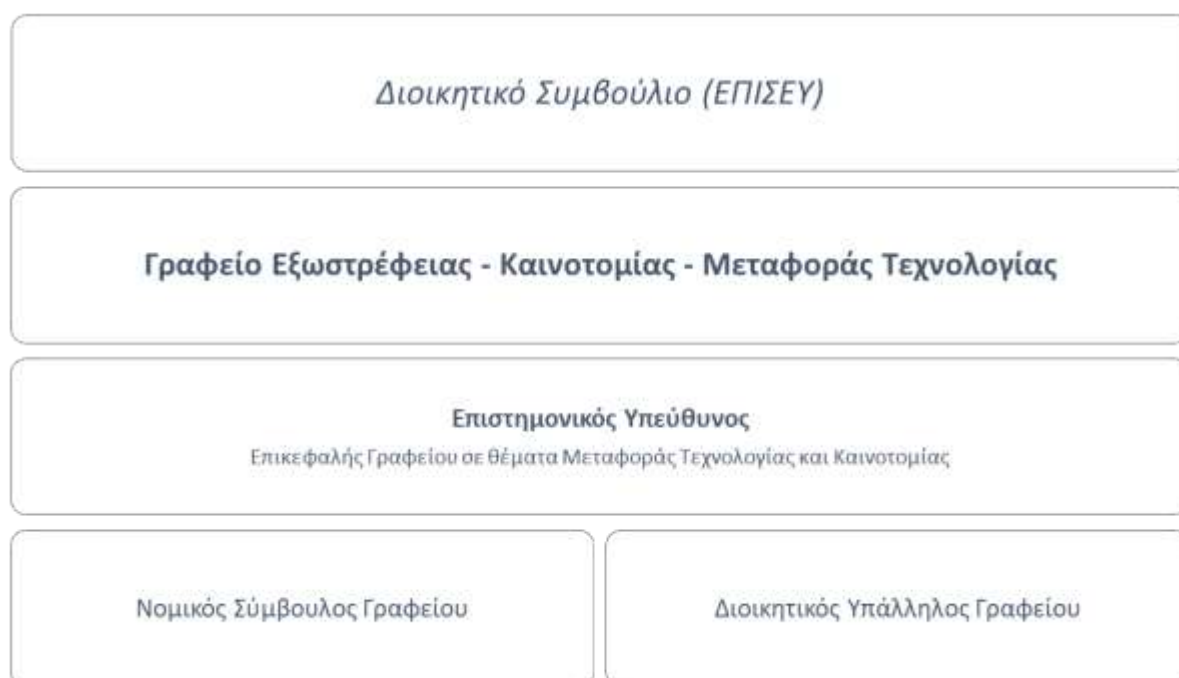 Διοικητικό Συμβούλιο (ΕΠΙΣΕΥ)
Γραφείο Εξωστρέφειας - Καινοτομίας - Μεταφοράς Τεχνολογίας
Επιστημονικός Υπεύθυνος
Επικεφαλής Γραφείου σε θέματα Μεταφοράς Τεχνολογίας και Καινοτομίας
Νομικός Σύμβουλος Γραφείου
Διοικητικός Υπάλληλος Γραφείου